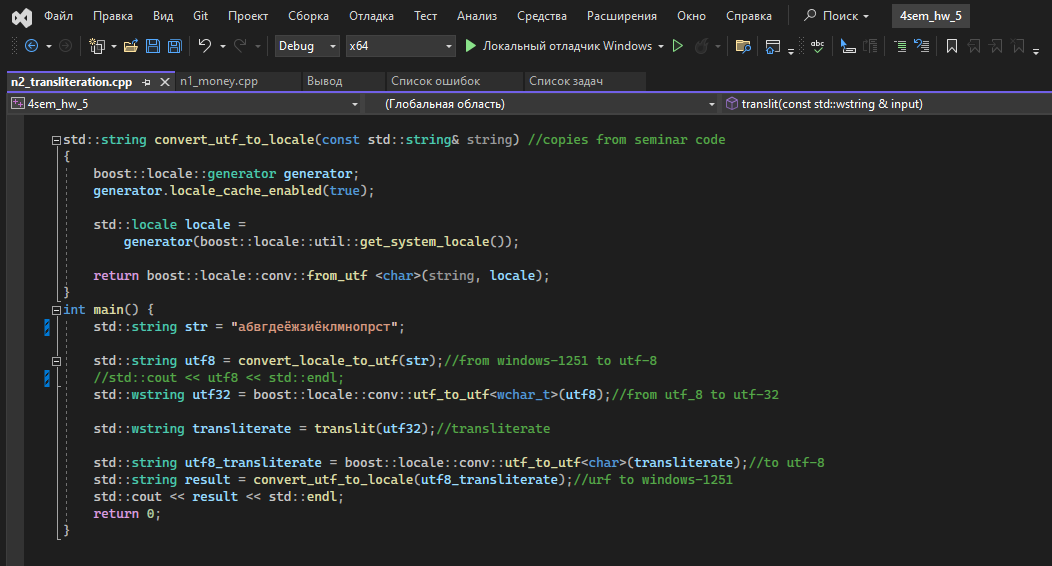 Файл Правка Вид Git Проект Сборка Отладка Тест Анализ Средства Расширения Окно Справка Поиск 4sem_hw_5
Debug x64 Локальный отладчик Windows
n2_transliteration.cpp n1_money.cpp Вывод Список ошибок Список задач
4sem_hw_5 (Глобальная область) translit(const std::wstring & input)
std::string convert_utf_to_locale(const std::string& string) //copies from seminar code
{
boost::locale::generator generator;
generator.locale_cache_enabled(true);
std::locale locale =
generator(boost::locale::util::get_system_locale());
return boost::locale::conv::from_utf <char>(string, locale);
}
int main() {
std::string str = "абвгдеёжзиёклмнопрст";
std::string utf8 = convert_locale_to_utf(str);//from windows-1251 to utf-8
//std::cout << utf8 << std::endl;
std::wstring utf32 = boost::locale::conv::utf_to_utf<wchar_t>(utf8);//from utf_8 to utf-32
std::wstring transliterate = translit(utf32);//transliterate
std::string utf8_transliterate = boost::locale::conv::utf_to_utf<char>(transliterate);//to utf-8
std::string result = convert_utf_to_locale(utf8_transliterate);//urf to windows-1251
std::cout << result << std::endl;
return 0;
}